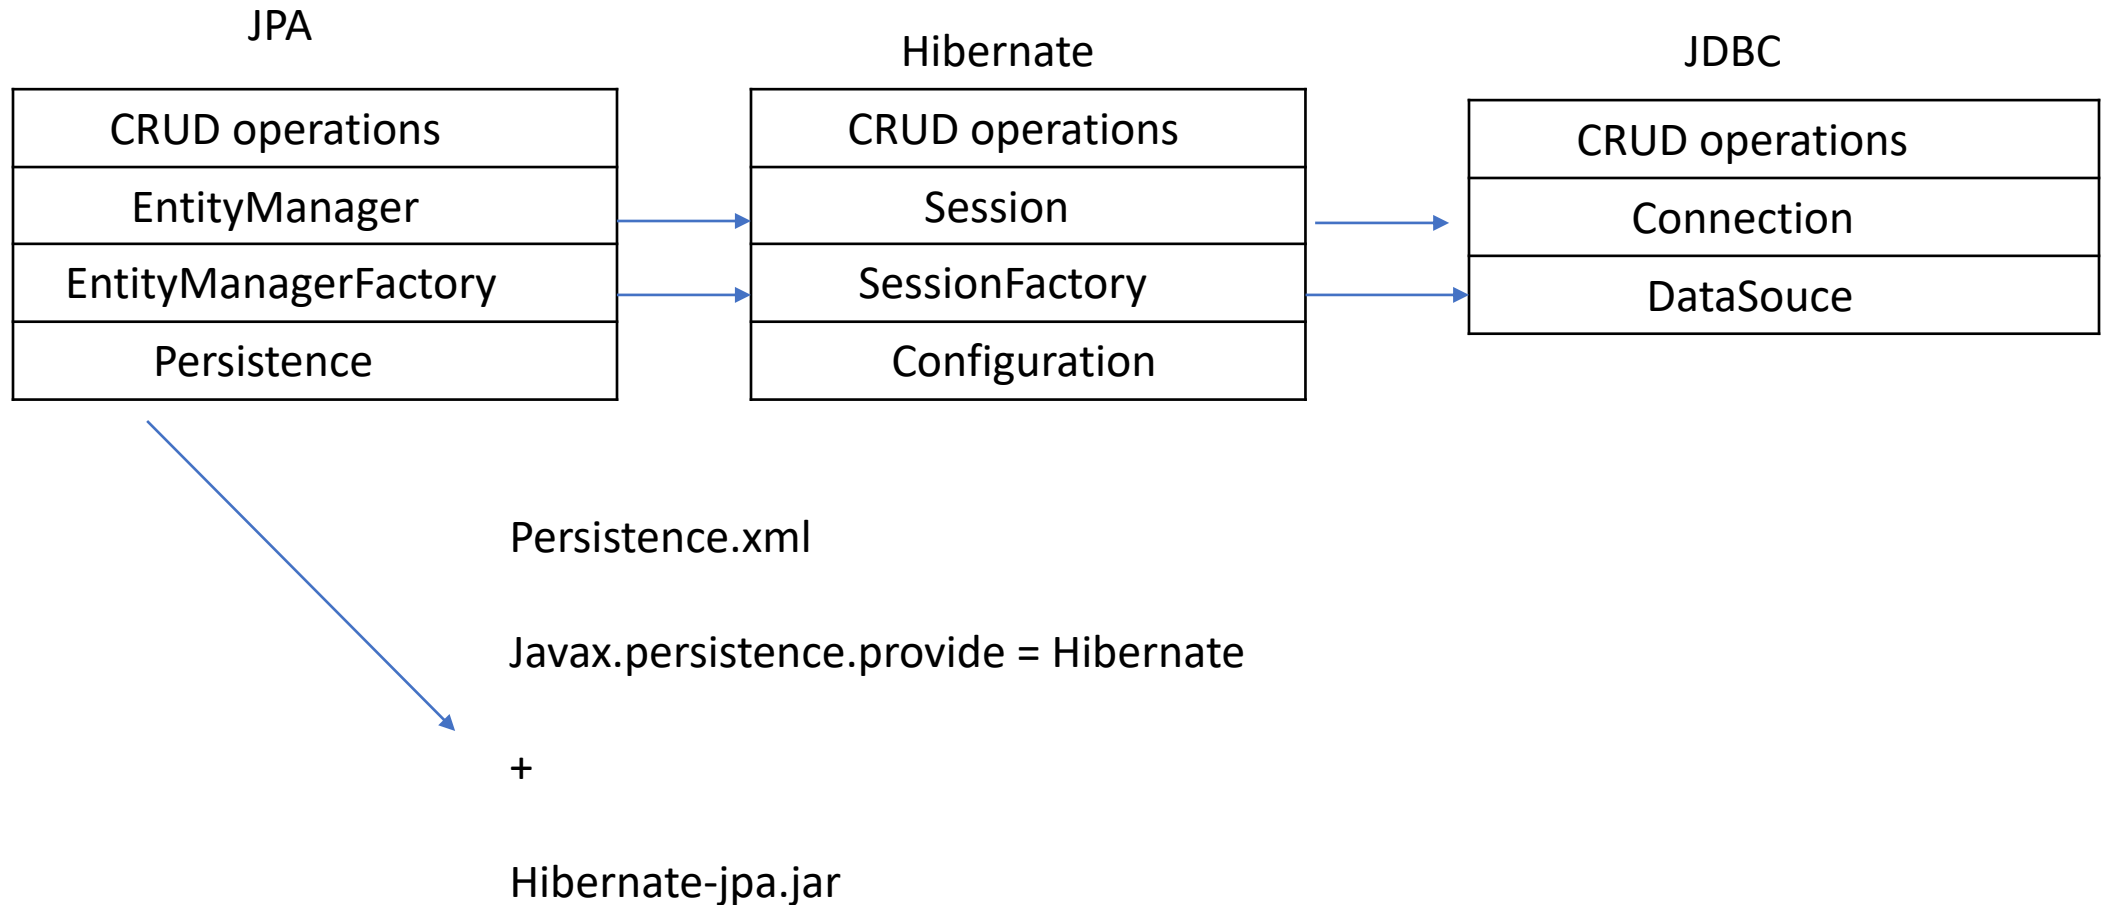 JPA
CRUD operations
EntityManager
EntityManagerFactory
Persistence
Hibernate
CRUD operations
Session
SessionFactory
Configuration
JDBC
CRUD operations
Connection
DataSouce
Persistence.xml
Javax.persistence.provide = Hibernate
+
Hibernate-jpa.jar